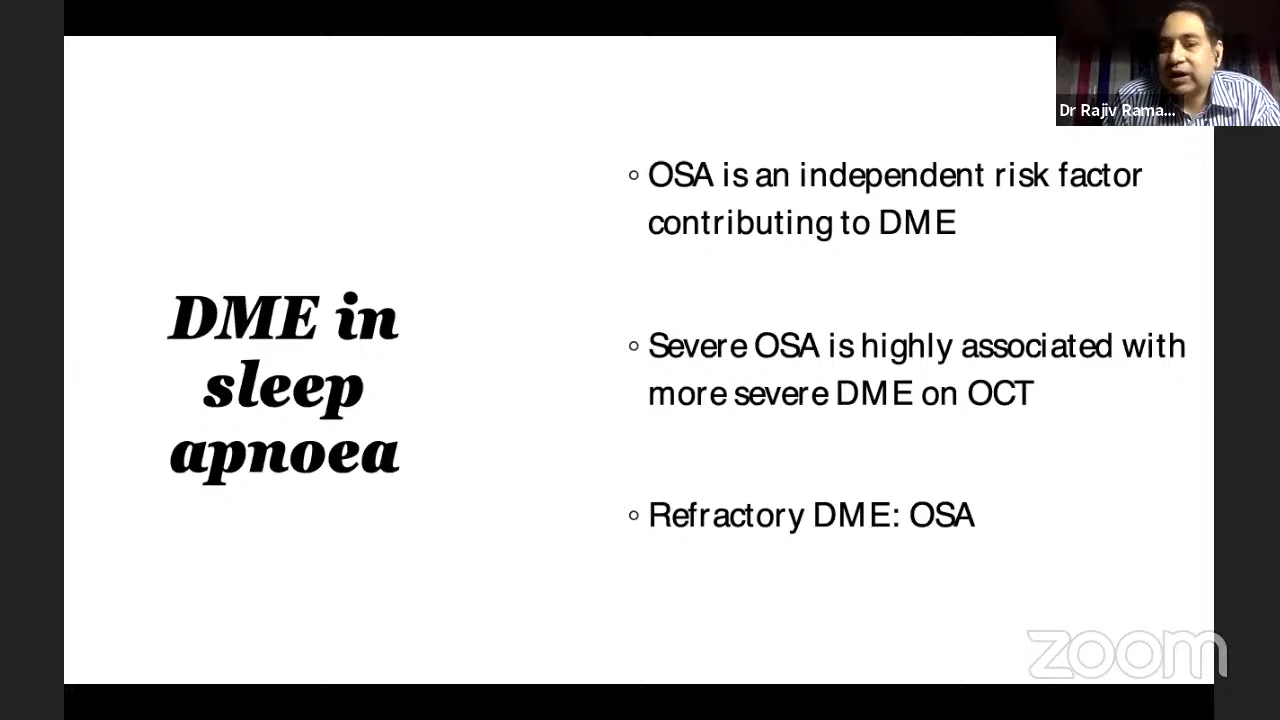 Dr Rajiv Rama...
DME in
sleep
apnoea
◦ OSA is an independent risk factor
contributing to DME
◦ Severe OSA is highly associated with
more severe DME on OCT
◦ Refractory DME: OSA
zoom